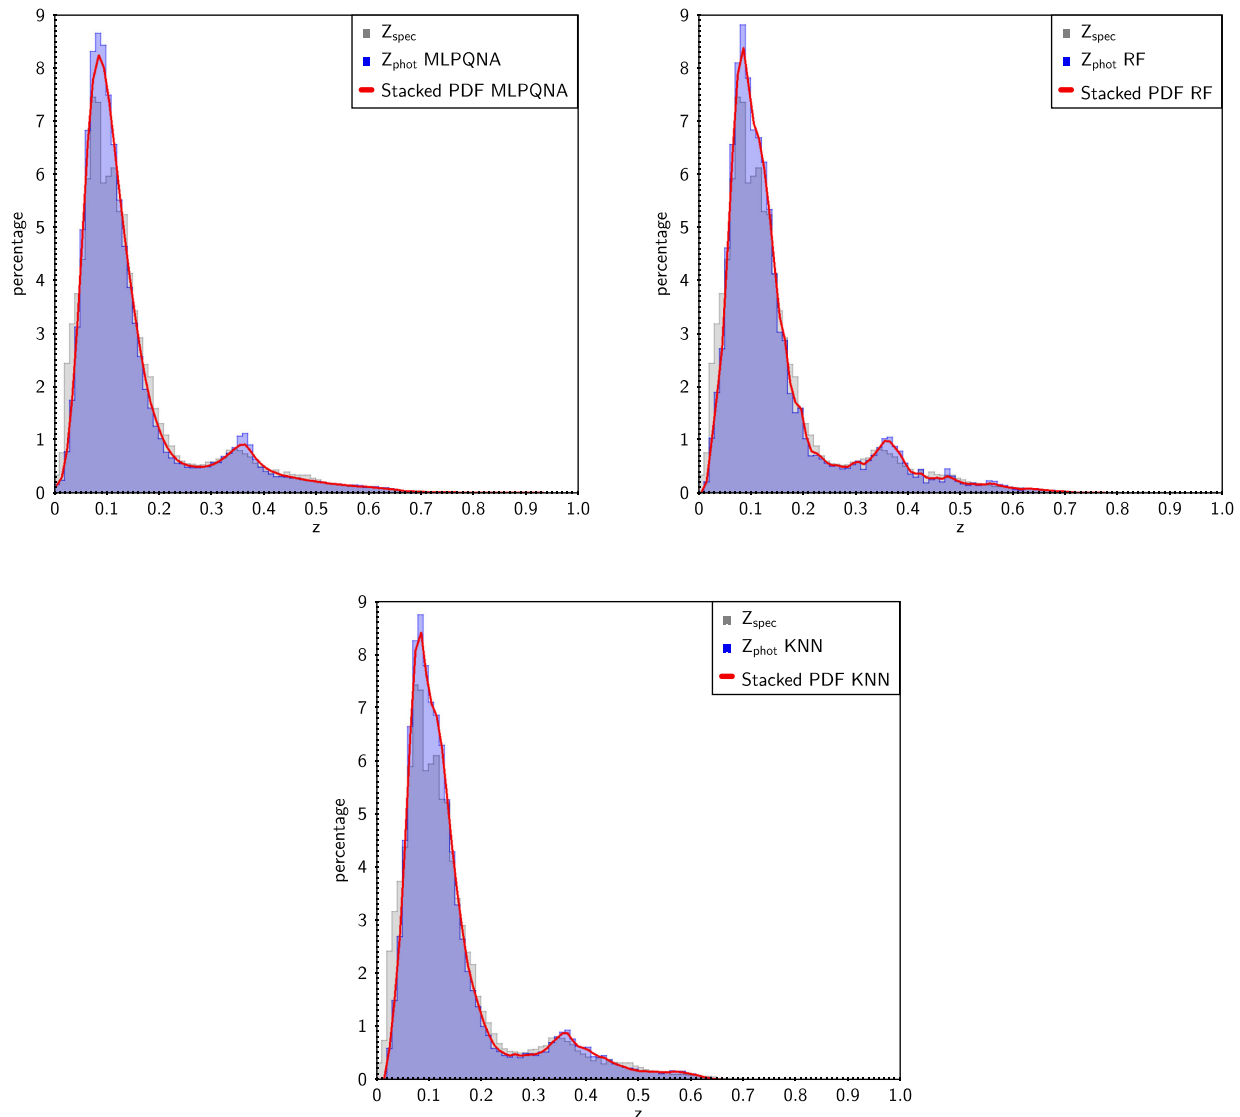 9
8
7
6
5
4
3
2
1
0
percentage
0 0.1 0.2 0.3 0.4 0.5 0.6 0.7 0.8 0.9 1.0
z
Zspec
Zphot MLPQNA
Stacked PDF MLPQNA
9
8
7
6
5
4
3
2
1
0
percentage
0 0.1 0.2 0.3 0.4 0.5 0.6 0.7 0.8 0.9 1.0
z
Zspec
Zphot RF
Stacked PDF RF
9
8
7
6
5
4
3
2
1
0
percentage
0 0.1 0.2 0.3 0.4 0.5 0.6 0.7 0.8 0.9 1.0
z
Zspec
Zphot KNN
Stacked PDF KNN